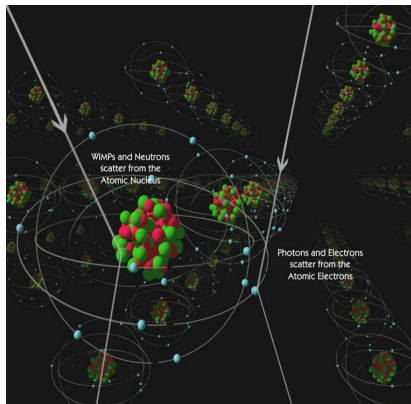 WIMPs and Neutrons
scatter from the
Atomic Nucleus
Photons and Electrons
scatter from the
Atomic Electrons